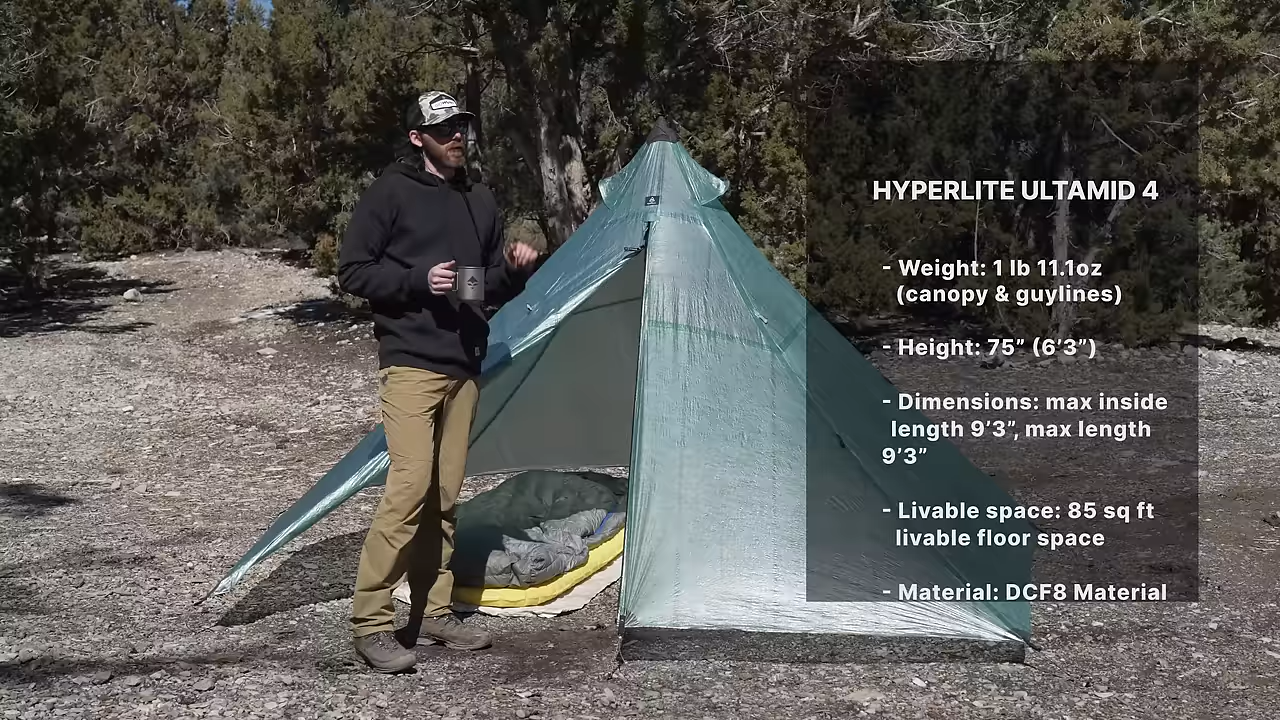 HYPERLITE ULTAMID 4
- Weight: 1 lb 11.1oz
(canopy & guylines)
- Height: 75” (6’3”)
- Dimensions: max inside
length 9’3”, max length
9’3”
- Livable space: 85 sq ft
livable floor space
- Material: DCF8 Material